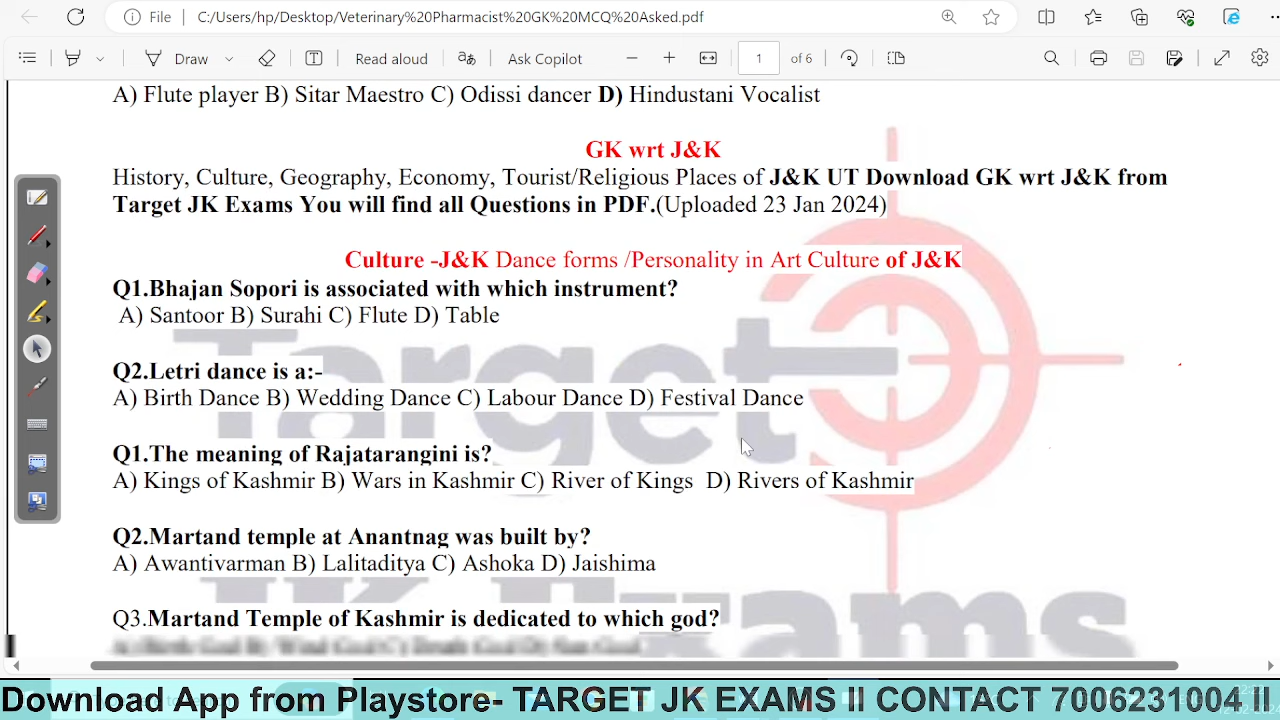 File C:/Users/hp/Desktop/Veterinary%20Pharmacist%20GK%20MCQ%20Asked.pdf
Draw Read aloud Ask Copilot 1 of 6
A) Flute player B) Sitar Maestro C) Odissi dancer D) Hindustani Vocalist
GK wrt J&K
History, Culture, Geography, Economy, Tourist/Religious Places of J&K UT Download GK wrt J&K from
Target JK Exams You will find all Questions in PDF.(Uploaded 23 Jan 2024)
Culture -J&K Dance forms /Personality in Art Culture of J&K
Q1.Bhajan Sopori is associated with which instrument?
A) Santoor B) Surahi C) Flute D) Table
Q2.Letri dance is a:-
A) Birth Dance B) Wedding Dance C) Labour Dance D) Festival Dance
Q1.The meaning of Rajatarangini is?
A) Kings of Kashmir B) Wars in Kashmir C) River of Kings D) Rivers of Kashmir
Q2.Martand temple at Anantnag was built by?
A) Awantivarman B) Lalitaditya C) Ashoka D) Jaishima
Q3.Martand Temple of Kashmir is dedicated to which god?
Target
JK Exams
Download App from Playstore- TARGET JK EXAMS II CONTACT 7006231004 II